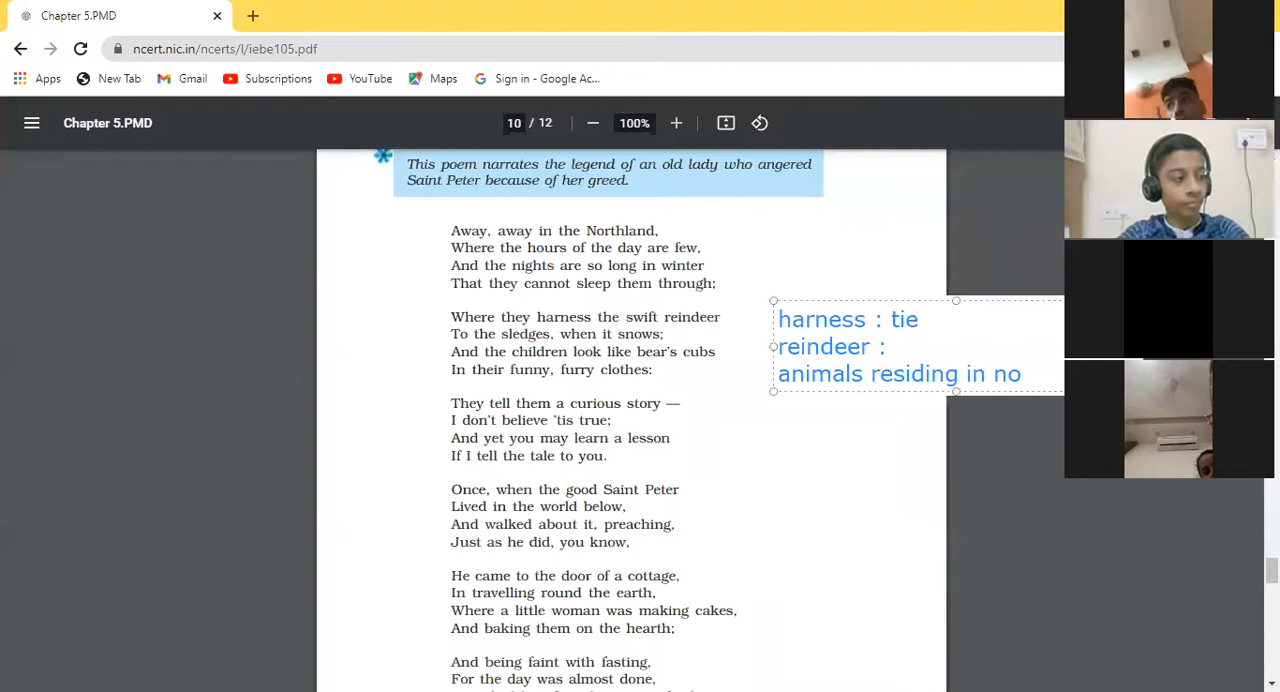 Chapter 5.PMD
ncert.nic.in/ncerts/l/iebe105.pdf
Apps New Tab Gmail Subscriptions YouTube Maps Sign in - Google Ac...
Chapter 5.PMD 10 / 12 100%
This poem narrates the legend of an old lady who angered
Saint Peter because of her greed.
Away, away in the Northland,
Where the hours of the day are few,
And the nights are so long in winter
That they cannot sleep them through;
Where they harness the swift reindeer
To the sledges, when it snows;
And the children look like bear's cubs
In their funny, furry clothes:
They tell them a curious story —
I don't believe 'tis true;
And yet you may learn a lesson
If I tell the tale to you.
Once, when the good Saint Peter
Lived in the world below,
And walked about it, preaching,
Just as he did, you know,
He came to the door of a cottage,
In travelling round the earth,
Where a little woman was making cakes,
And baking them on the hearth;
And being faint with fasting,
For the day was almost done,
harness : tie
reindeer :
animals residing in no